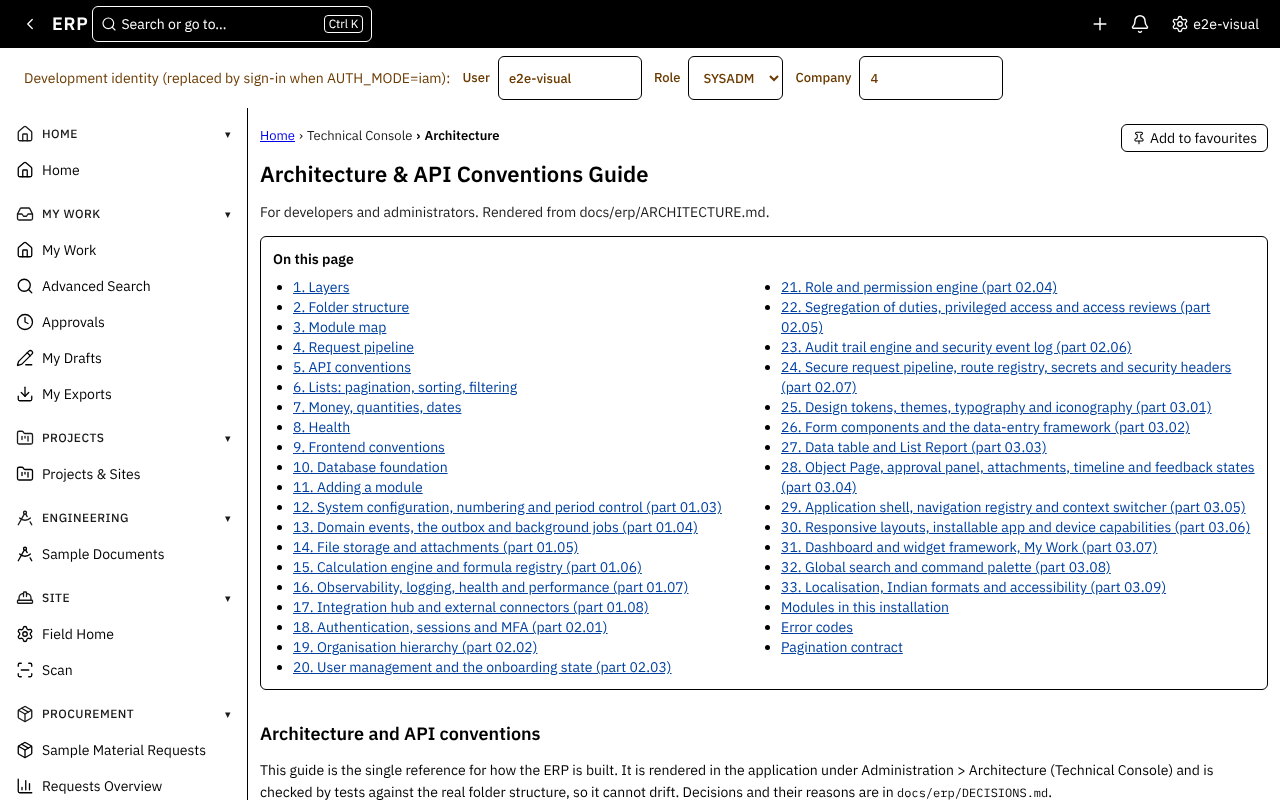 ERP
Search or go to...
Ctrl K
e2e-visual
Development identity (replaced by sign-in when AUTH_MODE=iam):
User
e2e-visual
Role
SYSADM
Company
4
HOME
Home
MY WORK
My Work
Advanced Search
Approvals
My Drafts
My Exports
PROJECTS
Projects & Sites
ENGINEERING
Sample Documents
SITE
Field Home
Scan
PROCUREMENT
Sample Material Requests
Requests Overview
Home › Technical Console › Architecture
Add to favourites
Architecture & API Conventions Guide
For developers and administrators. Rendered from docs/erp/ARCHITECTURE.md.
On this page
1. Layers
2. Folder structure
3. Module map
4. Request pipeline
5. API conventions
6. Lists: pagination, sorting, filtering
7. Money, quantities, dates
8. Health
9. Frontend conventions
10. Database foundation
11. Adding a module
12. System configuration, numbering and period control (part 01.03)
13. Domain events, the outbox and background jobs (part 01.04)
14. File storage and attachments (part 01.05)
15. Calculation engine and formula registry (part 01.06)
16. Observability, logging, health and performance (part 01.07)
17. Integration hub and external connectors (part 01.08)
18. Authentication, sessions and MFA (part 02.01)
19. Organisation hierarchy (part 02.02)
20. User management and the onboarding state (part 02.03)
21. Role and permission engine (part 02.04)
22. Segregation of duties, privileged access and access reviews (part
02.05)
23. Audit trail engine and security event log (part 02.06)
24. Secure request pipeline, route registry, secrets and security headers
(part 02.07)
25. Design tokens, themes, typography and iconography (part 03.01)
26. Form components and the data-entry framework (part 03.02)
27. Data table and List Report (part 03.03)
28. Object Page, approval panel, attachments, timeline and feedback states
(part 03.04)
29. Application shell, navigation registry and context switcher (part 03.05)
30. Responsive layouts, installable app and device capabilities (part 03.06)
31. Dashboard and widget framework, My Work (part 03.07)
32. Global search and command palette (part 03.08)
33. Localisation, Indian formats and accessibility (part 03.09)
Modules in this installation
Error codes
Pagination contract
Architecture and API conventions
This guide is the single reference for how the ERP is built. It is rendered in the application under Administration > Architecture (Technical Console) and is
checked by tests against the real folder structure, so it cannot drift. Decisions and their reasons are in docs/erp/DECISIONS.md.